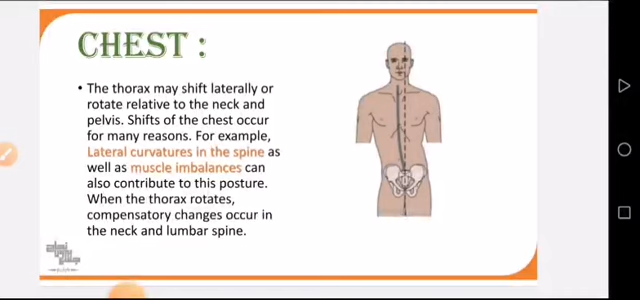 CHEST :
• The thorax may shift laterally or
rotate relative to the neck and
pelvis. Shifts of the chest occur
for many reasons. For example,
Lateral curvatures in the spine as
well as muscle imbalances can
also contribute to this posture.
When the thorax rotates,
compensatory changes occur in
the neck and lumbar spine.